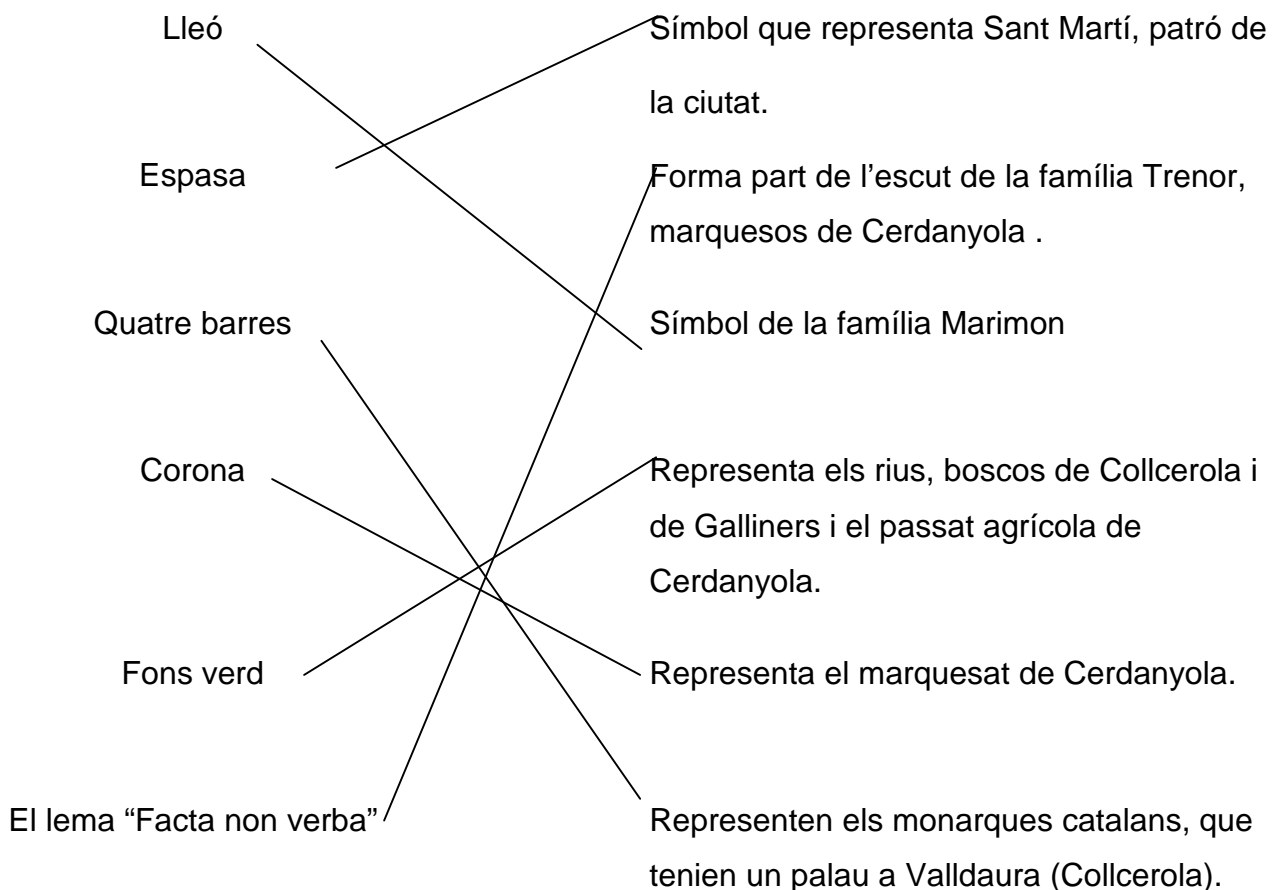 Lleó
Símbol que representa Sant Martí, patró de
la ciutat.
Espasa
Forma part de l'escut de la família Trenor,
marquesos de Cerdanyola .
Quatre barres
Símbol de la família Marimon
Corona
Representa els rius, boscos de Collcerola i
de Galliners i el passat agrícola de
Cerdanyola.
Fons verd
Representa el marquesat de Cerdanyola.
El lema “Facta non verba”
Representen els monarques catalans, que
tenien un palau a Valldaura (Collcerola).